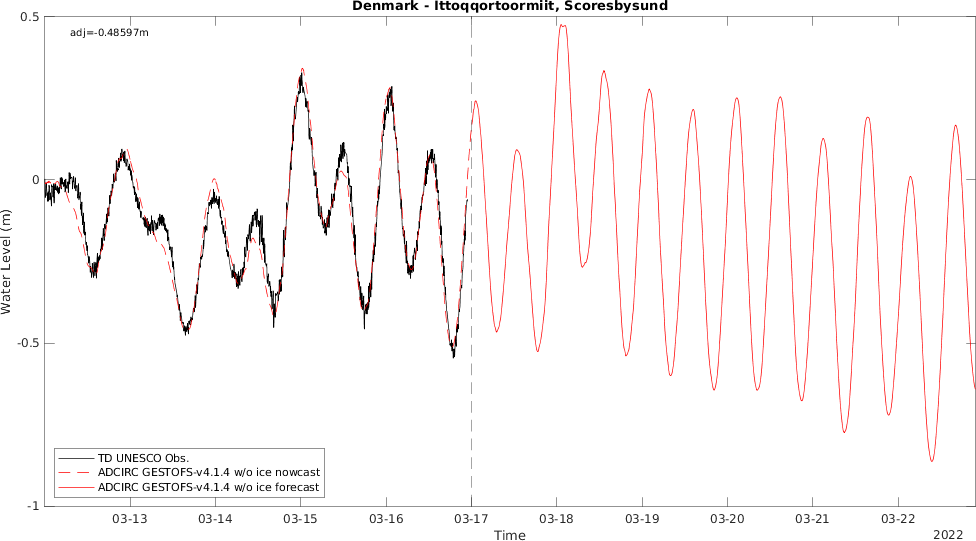 Denmark - Ittoqqortoormiit, Scoresbysund
adj=-0.48597m
0.5
0
-0.5
-1
Water Level (m)
TD UNESCO Obs.
ADCIRC GESTOFS-v4.1.4 w/o ice nowcast
ADCIRC GESTOFS-v4.1.4 w/o ice forecast
03-13 03-14 03-15 03-16 03-17 03-18 03-19 03-20 03-21 03-22
Time
2022